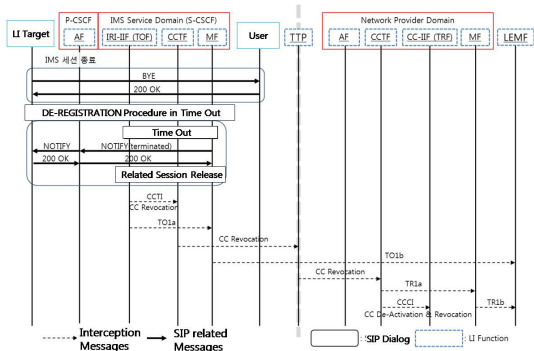 P-CSCF
IMS Service Domain (S-CSCF)
Network Provider Domain
LI Target
AF
IRI-IIF (TOF)
CCTF
MF
User
TTP
AF
CCTF
CC-IIF (TRF)
MF
LEMF
IMS 세션 종료
BYE
200 OK
DE-REGISTRATION Procedure in Time Out
Time Out
NOTIFY
NOTIFY(terminated)
200 OK
200 OK
Related Session Release
CCTI
CC Revocation
TO1a
CC Revocation
TO1b
CC Revocation
TR1a
CCCI
TR1b
CC De-Activation & Revocation
Interception Messages
SIP related Messages
: SIP Dialog
: LI Function